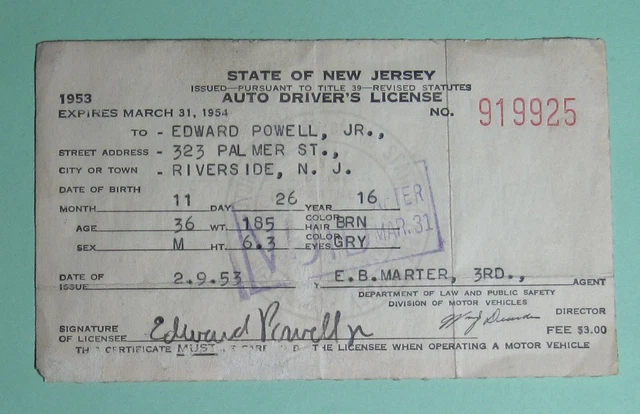 STATE OF NEW JERSEY
ISSUED—PURSUANT TO TITLE 39—REVISED STATUTES
1953 AUTO DRIVER'S LICENSE
EXPIRES MARCH 31, 1954 NO. 919925
TO - EDWARD POWELL, JR.,
STREET ADDRESS - 323 PALMER ST.,
CITY OR TOWN - RIVERSIDE, N. J.
DATE OF BIRTH
MONTH 11 DAY 26 YEAR 16
AGE 36 WT. 185 COLOR HAIR BRN
SEX M HT. 6.3 COLOR EYES GRY
MAR. 31
DATE OF ISSUE 2.9.53 E.B.MARTER, 3RD., AGENT
DEPARTMENT OF LAW AND PUBLIC SAFETY
DIVISION OF MOTOR VEHICLES
DIRECTOR
SIGNATURE OF LICENSEE Edward Powell Jr FEE $3.00
CERTIFICATE MUST THE LICENSEE WHEN OPERATING A MOTOR VEHICLE